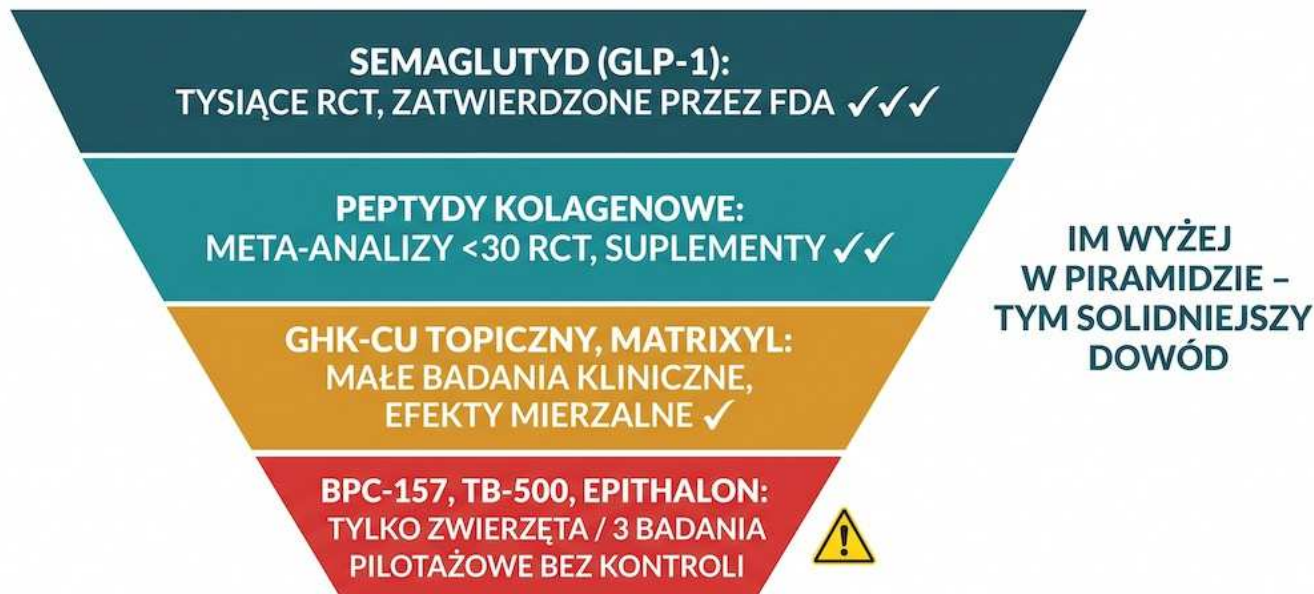 SEMAGLUTYD (GLP-1):
TYSIĄCE RCT, ZATWIERDZONE PRZEZ FDA ✓✓✓
PEPTYDY KOLAGENOWE:
META-ANALIZY <30 RCT, SUPLEMENTY ✓✓
GHK-CU TOPICZNY, MATRIXYL:
MAŁE BADANIA KLINICZNE,
EFEKTY MIERZALNE ✓
BPC-157, TB-500, EPITHALON:
TYLKO ZWIERZĘTA / 3 BADANIA
PILOTAŻOWE BEZ KONTROLI
IM WYŻEJ
W PIRAMIDZIE –
TYM SOLIDNIEJSZY
DOWÓD